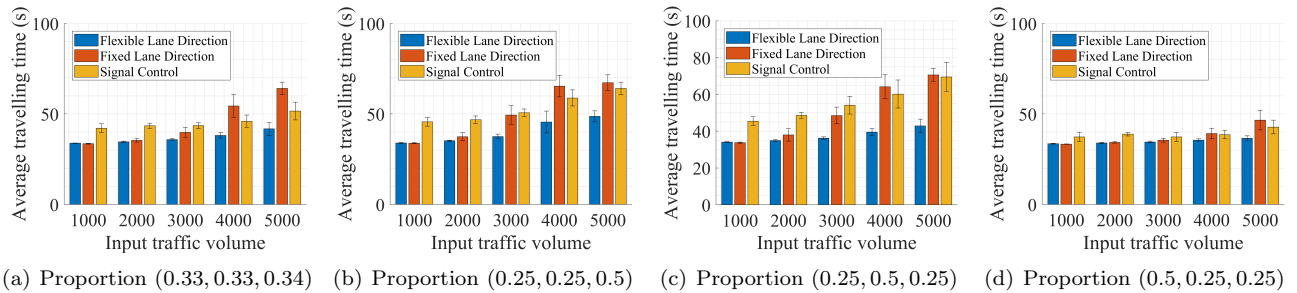 Average travelling time (s)
100
50
0
Flexible Lane Direction
Fixed Lane Direction
Signal Control
1000 2000 3000 4000 5000
Input traffic volume
(a) Proportion (0.33, 0.33, 0.34)
Average travelling time (s)
100
50
0
Flexible Lane Direction
Fixed Lane Direction
Signal Control
1000 2000 3000 4000 5000
Input traffic volume
(b) Proportion (0.25, 0.25, 0.5)
Average travelling time (s)
100
80
60
40
20
0
Flexible Lane Direction
Fixed Lane Direction
Signal Control
1000 2000 3000 4000 5000
Input traffic volume
(c) Proportion (0.25, 0.5, 0.25)
Average travelling time (s)
100
50
0
Flexible Lane Direction
Fixed Lane Direction
Signal Control
1000 2000 3000 4000 5000
Input traffic volume
(d) Proportion (0.5, 0.25, 0.25)